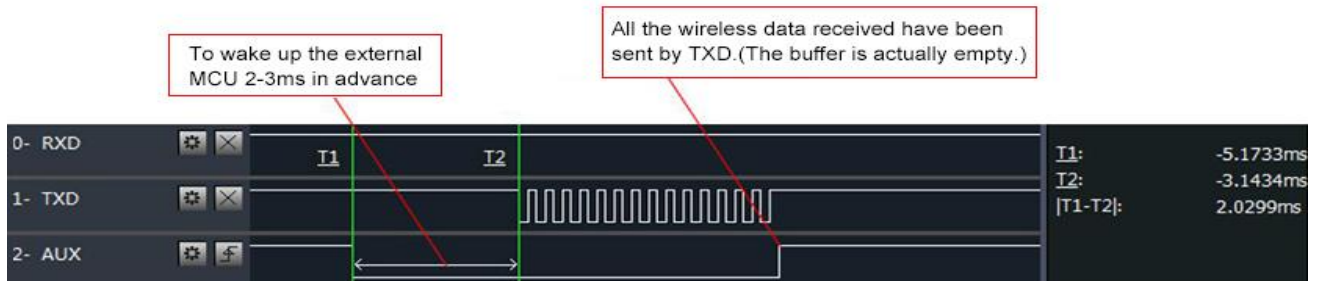 To wake up the external
MCU 2-3ms in advance
All the wireless data received have been
sent by TXD.(The buffer is actually empty.)
0- RXD
T1
T2
1- TXD
2- AUX
T1: -5.1733ms
T2: -3.1434ms
|T1-T2|: 2.0299ms